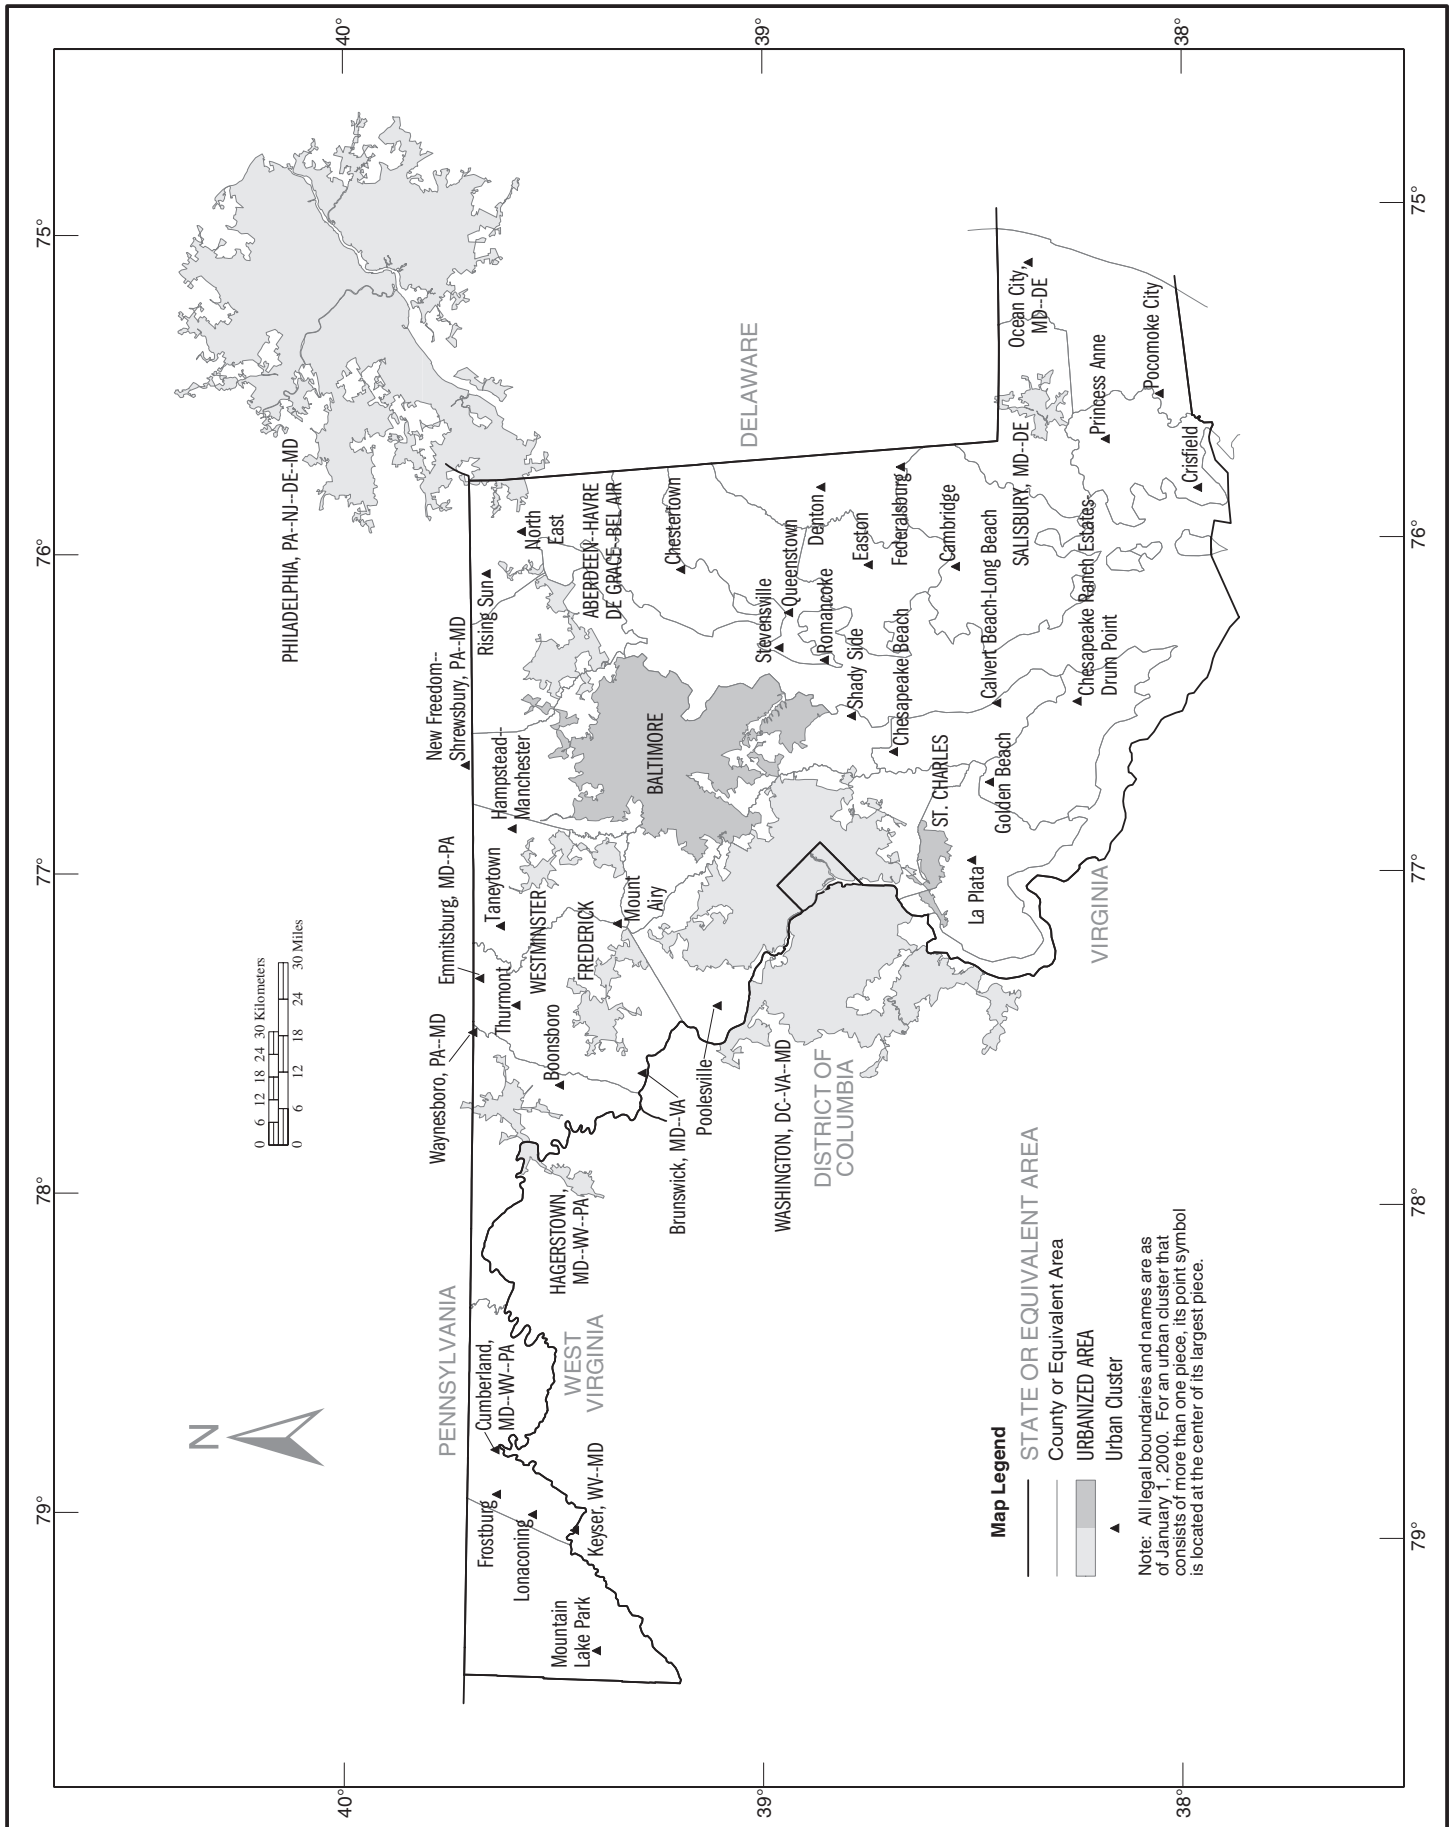 40°
39°
38°
75°
75°
76°
76°
77°
77°
78°
78°
79°
79°
40°
39°
38°
N
0 6 12 18 24 30 Kilometers
0 6 12 18 24 30 Miles
PHILADELPHIA, PA--NJ--DE--MD
PENNSYLVANIA
WEST
VIRGINIA
DELAWARE
VIRGINIA
DISTRICT OF
COLUMBIA
Mountain
Lake Park
Frostburg
Lonaconing
Keyser, WV--MD
Cumberland,
MD--WV--PA
HAGERSTOWN,
MD--WV--PA
Waynesboro, PA--MD
Emmitsburg, MD--PA
Thurmont
Boonsboro
Taneytown
WESTMINSTER
FREDERICK
Mount
Airy
Brunswick, MD--VA
Poolesville
WASHINGTON, DC--VA--MD
Hampstead--
Manchester
New Freedom--
Shrewsbury, PA--MD
Rising Sun
North
East
ABERDEEN--HAVRE
DE GRACE--BEL AIR
BALTIMORE
Chestertown
Stevensville
Queenstown
Romancoke
Denton
Easton
Shady Side
Federalsburg
Chesapeake Beach
Cambridge
ST. CHARLES
La Plata
Golden Beach
Calvert Beach-Long Beach
Chesapeake Ranch Estates-
Drum Point
SALISBURY, MD--DE
Ocean City,
MD--DE
Princess Anne
Pocomoke City
Crisfield
Map Legend
STATE OR EQUIVALENT AREA
County or Equivalent Area
URBANIZED AREA
Urban Cluster
Note: All legal boundaries and names are as
of January 1, 2000. For an urban cluster that
consists of more than one piece, its point symbol
is located at the center of its largest piece.